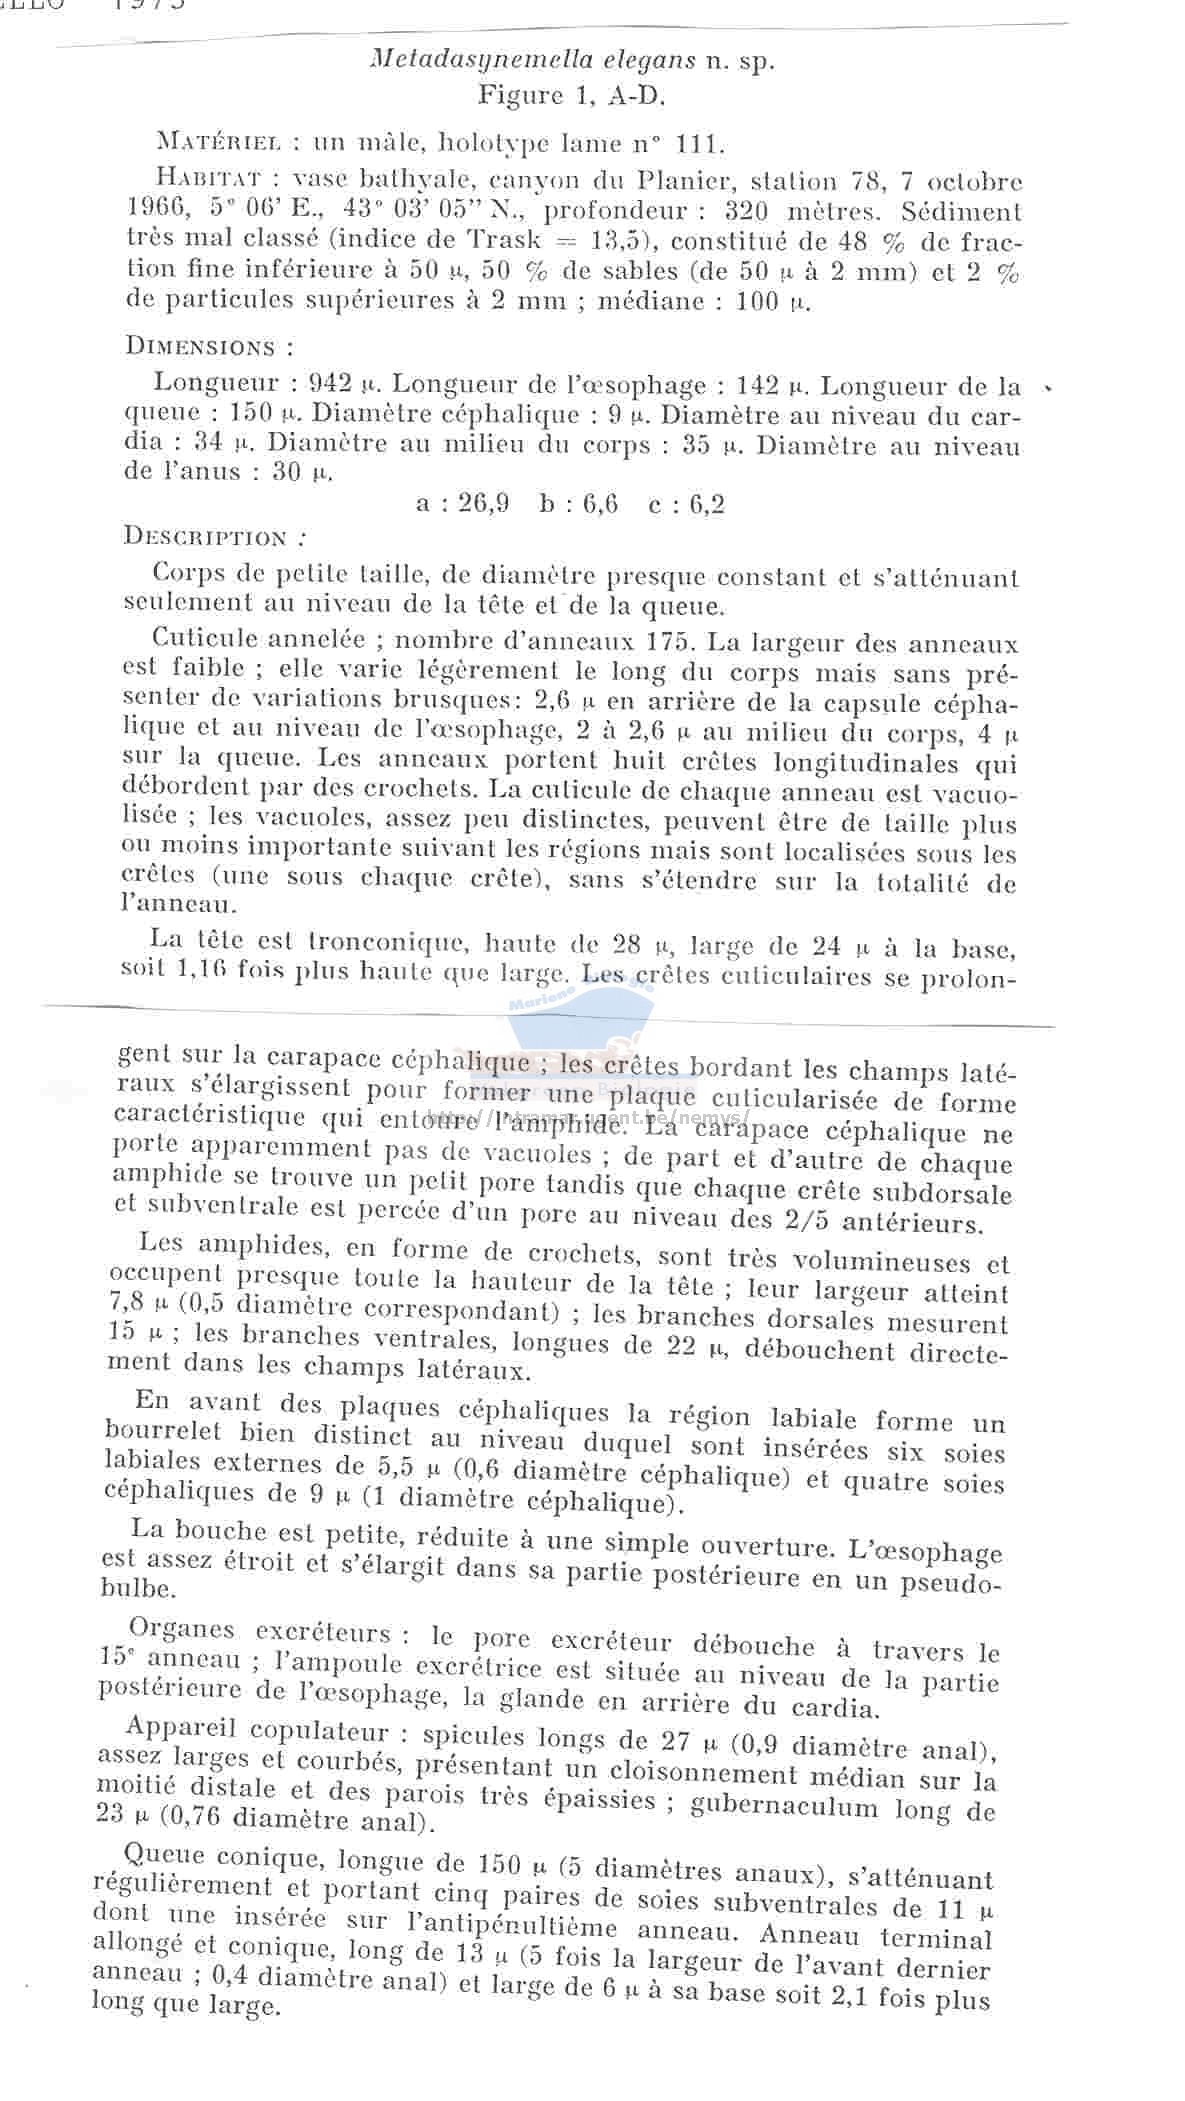 1973
Metadasynemella elegans n. sp.
Figure 1, A-D.
MATÉRIEL : un mâle, holotype lame n° 111.
HABITAT : vase bathyale, canyon du Planier, station 78, 7 octobre
1966, 5° 06' E., 43° 03' 05" N., profondeur : 320 mètres. Sédiment
très mal classé (indice de Trask = 13,5), constitué de 48 % de frac-
tion fine inférieure à 50 µ, 50 % de sables (de 50 µ à 2 mm) et 2 %
de particules supérieures à 2 mm ; médiane : 100 µ.
DIMENSIONS :
Longueur : 942 µ. Longueur de l'œsophage : 142 µ. Longueur de la
queue : 150 µ. Diamètre céphalique : 9 µ. Diamètre au niveau du car-
dia : 34 µ. Diamètre au milieu du corps : 35 µ. Diamètre au niveau
de l'anus : 30 µ.
a : 26,9 b : 6,6 c : 6,2
DESCRIPTION :
Corps de petite taille, de diamètre presque constant et s'atténuant
seulement au niveau de la tête et de la queue.
Cuticule annelée ; nombre d'anneaux 175. La largeur des anneaux
est faible ; elle varie légèrement le long du corps mais sans pré-
senter de variations brusques: 2,6 µ en arrière de la capsule cépha-
lique et au niveau de l'œsophage, 2 à 2,6 µ au milieu du corps, 4 µ
sur la queue. Les anneaux portent huit crêtes longitudinales qui
débordent par des crochets. La cuticule de chaque anneau est vacuo-
lisée ; les vacuoles, assez peu distinctes, peuvent être de taille plus
ou moins importante suivant les régions mais sont localisées sous les
crêtes (une sous chaque crête), sans s'étendre sur la totalité de
l'anneau.
La tête est tronconique, haute de 28 µ, large de 24 µ à la base,
soit 1,16 fois plus haute que large. Les crêtes cuticulaires se prolon-
gent sur la carapace céphalique ; les crêtes bordant les champs laté-
raux s'élargissent pour former une plaque cuticularisée de forme
http://intramar.ugent.be/nemys/
caractéristique qui entoure l'amphide. La carapace céphalique ne
porte apparemment pas de vacuoles ; de part et d'autre de chaque
amphide se trouve un petit pore tandis que chaque crête subdorsale
et subventrale est percée d'un pore au niveau des 2/5 antérieurs.
Les amphides, en forme de crochets, sont très volumineuses et
occupent presque toute la hauteur de la tête ; leur largeur atteint
7,8 µ (0,5 diamètre correspondant) ; les branches dorsales mesurent
15 µ ; les branches ventrales, longues de 22 µ, débouchent directe-
ment dans les champs latéraux.
En avant des plaques céphaliques la région labiale forme un
bourrelet bien distinct au niveau duquel sont insérées six soies
labiales externes de 5,5 µ (0,6 diamètre céphalique) et quatre soies
céphaliques de 9 µ (1 diamètre céphalique).
La bouche est petite, réduite à une simple ouverture. L'œsophage
est assez étroit et s'élargit dans sa partie postérieure en un pseudo-
bulbe.
Organes excréteurs : le pore excréteur débouche à travers le
15e anneau ; l'ampoule excrétrice est située au niveau de la partie
postérieure de l'œsophage, la glande en arrière du cardia.
Appareil copulateur : spicules longs de 27 µ (0,9 diamètre anal),
assez larges et courbés, présentant un cloisonnement médian sur la
moitié distale et des parois très épaissies ; gubernaculum long de
23 µ (0,76 diamètre anal).
Queue conique, longue de 150 µ (5 diamètres anaux), s'atténuant
régulièrement et portant cinq paires de soies subventrales de 11 µ
dont une insérée sur l'antipénultième anneau. Anneau terminal
allongé et conique, long de 13 µ (5 fois la largeur de l'avant dernier
anneau ; 0,4 diamètre anal) et large de 6 µ à sa base soit 2,1 fois plus
long que large.